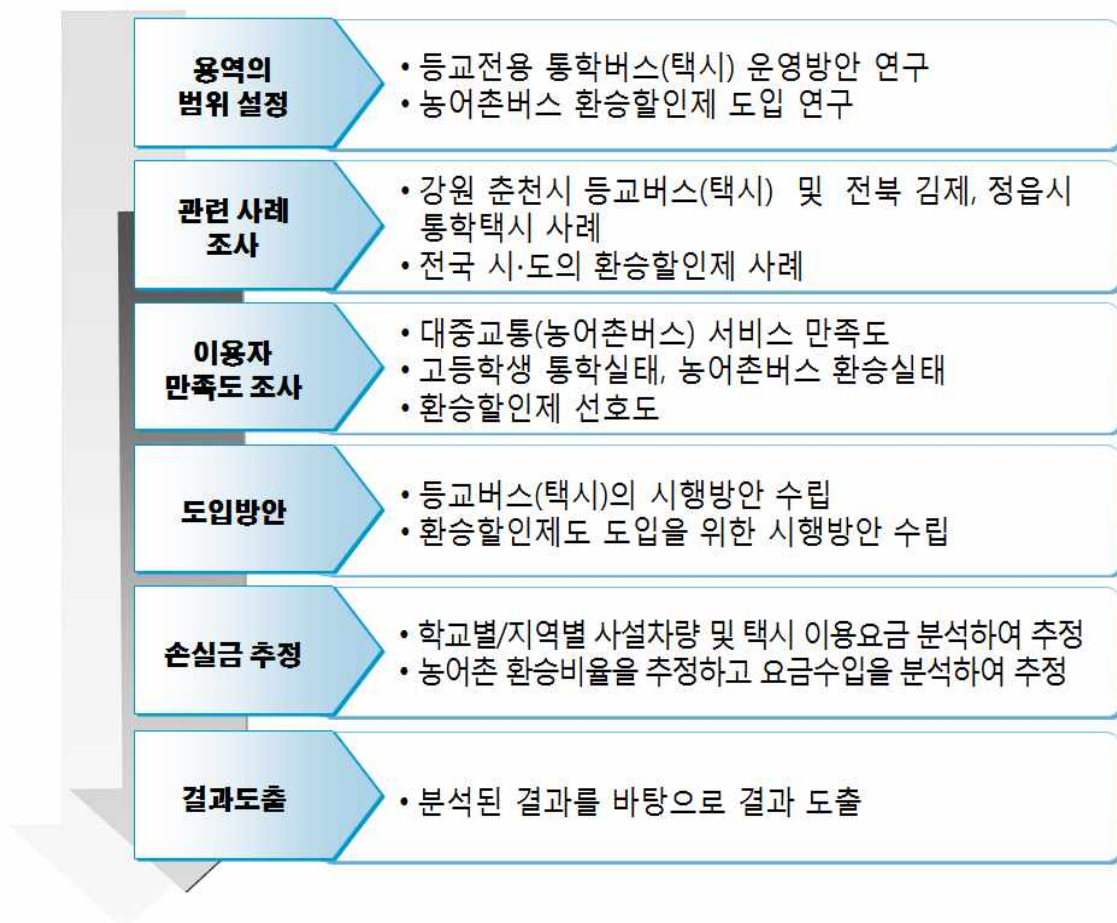 용역의
범위 설정
• 등교전용 통학버스(택시) 운영방안 연구
• 농어촌버스 환승할인제 도입 연구
관련 사례
조사
• 강원 춘천시 등교버스(택시) 및 전북 김제, 정읍시
통학택시 사례
• 전국 시·도의 환승할인제 사례
이용자
만족도 조사
• 대중교통(농어촌버스) 서비스 만족도
• 고등학생 통학실태, 농어촌버스 환승실태
• 환승할인제 선호도
도입방안
• 등교버스(택시)의 시행방안 수립
• 환승할인제도 도입을 위한 시행방안 수립
손실금 추정
• 학교별/지역별 사설차량 및 택시 이용요금 분석하여 추정
• 농어촌 환승비율을 추정하고 요금수입을 분석하여 추정
결과도출
• 분석된 결과를 바탕으로 결과 도출